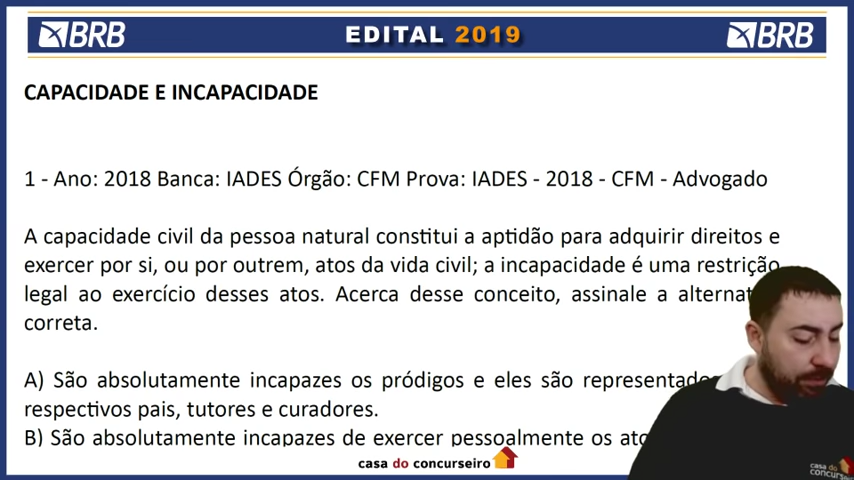 BRB
EDITAL 2019
BRB
CAPACIDADE E INCAPACIDADE
1 - Ano: 2018 Banca: IADES Órgão: CFM Prova: IADES - 2018 - CFM - Advogado
A capacidade civil da pessoa natural constitui a aptidão para adquirir direitos e
exercer por si, ou por outrem, atos da vida civil; a incapacidade é uma restrição
legal ao exercício desses atos. Acerca desse conceito, assinale a
correta.
A) São absolutamente incapazes os pródigos e eles são
respectivos pais, tutores e curadores.
B) São absolutamente incapazes de exercer pessoalmente os
casa do concurseiro
casa do